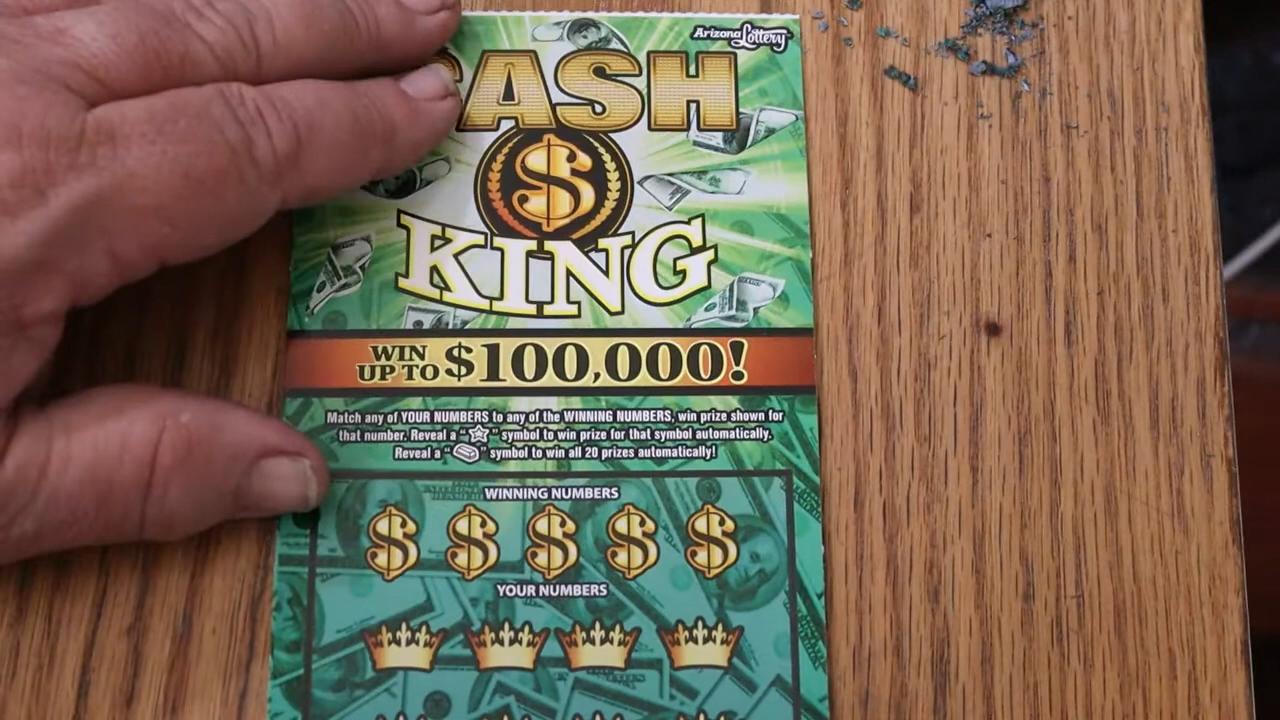 Arizona Lottery
CASH
$
KING
WIN
UP TO $100,000!
Match any of YOUR NUMBERS to any of the WINNING NUMBERS, win prize shown for
that number. Reveal a " " symbol to win prize for that symbol automatically.
Reveal a " " symbol to win all 20 prizes automatically!
WINNING NUMBERS
$ $ $ $ $
YOUR NUMBERS